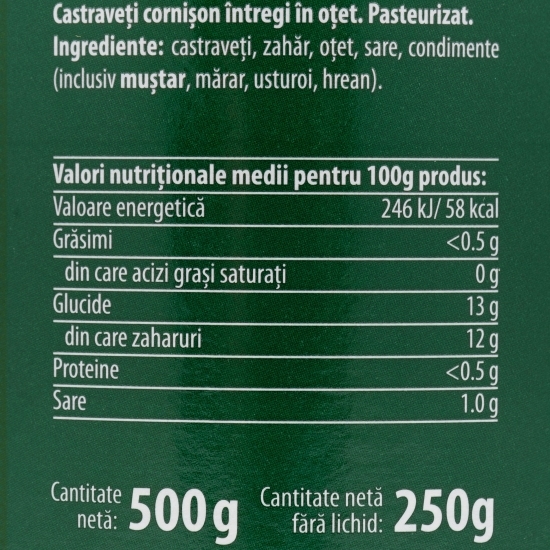 Castraveți cornișon întregi în oțet. Pasteurizat.
Ingrediente: castraveți, zahăr, oțet, sare, condimente
(inclusiv muștar, mărar, usturoi, hrean).
Valori nutriționale medii pentru 100g produs:
Valoare energetică 246 kJ/ 58 kcal
Grăsimi <0.5 g
din care acizi grași saturați 0 g
Glucide 13 g
din care zaharuri 12 g
Proteine <0.5 g
Sare 1.0 g
Cantitate netă: 500 g Cantitate netă fără lichid: 250g